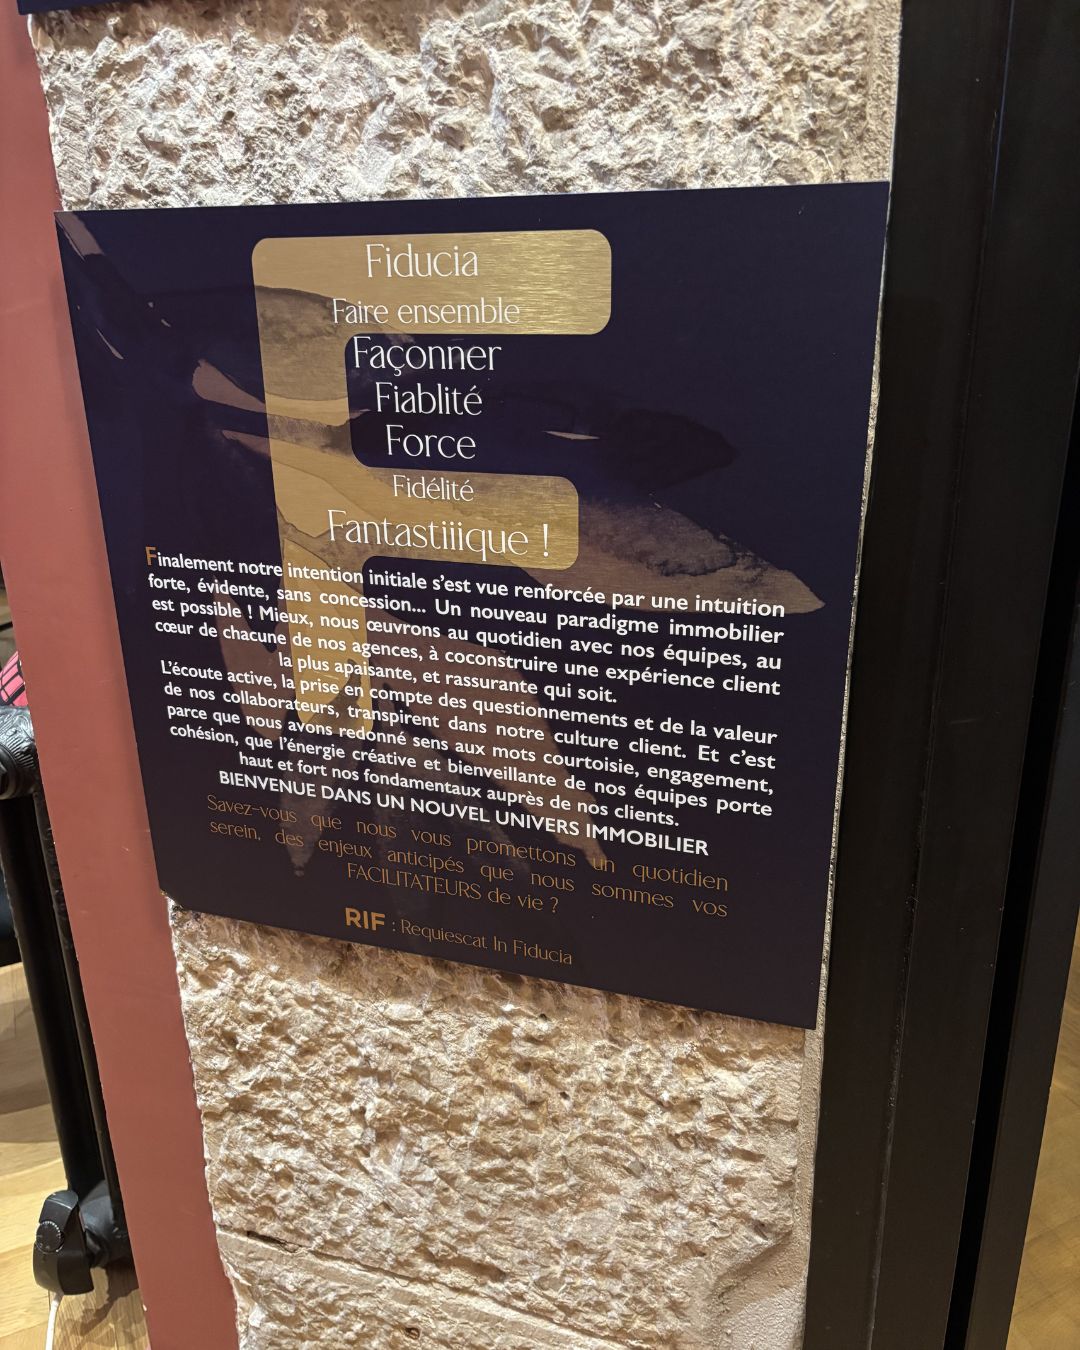 Fiducia
Faire ensemble
Façonner
Fiablité
Force
Fidélité
Fantastiiique !
Finalement notre intention initiale s'est vue renforcée par une intuition
forte, évidente, sans concession... Un nouveau paradigme immobilier
est possible ! Mieux, nous œuvrons au quotidien avec nos équipes, au
cœur de chacune de nos agences, à coconstruire une expérience client
la plus apaisante, et rassurante qui soit.
L'écoute active, la prise en compte des questionnements et de la valeur
de nos collaborateurs, transpirent dans notre culture client. Et c'est
parce que nous avons redonné sens aux mots courtoisie, engagement,
cohésion, que l'énergie créative et bienveillante de nos équipes porte
haut et fort nos fondamentaux auprès de nos clients.
BIENVENUE DANS UN NOUVEL UNIVERS IMMOBILIER
Savez-vous que nous vous promettons un quotidien
serein, des enjeux anticipés que nous sommes vos
FACILITATEURS de vie ?
RIF : Requiescat In Fiducia